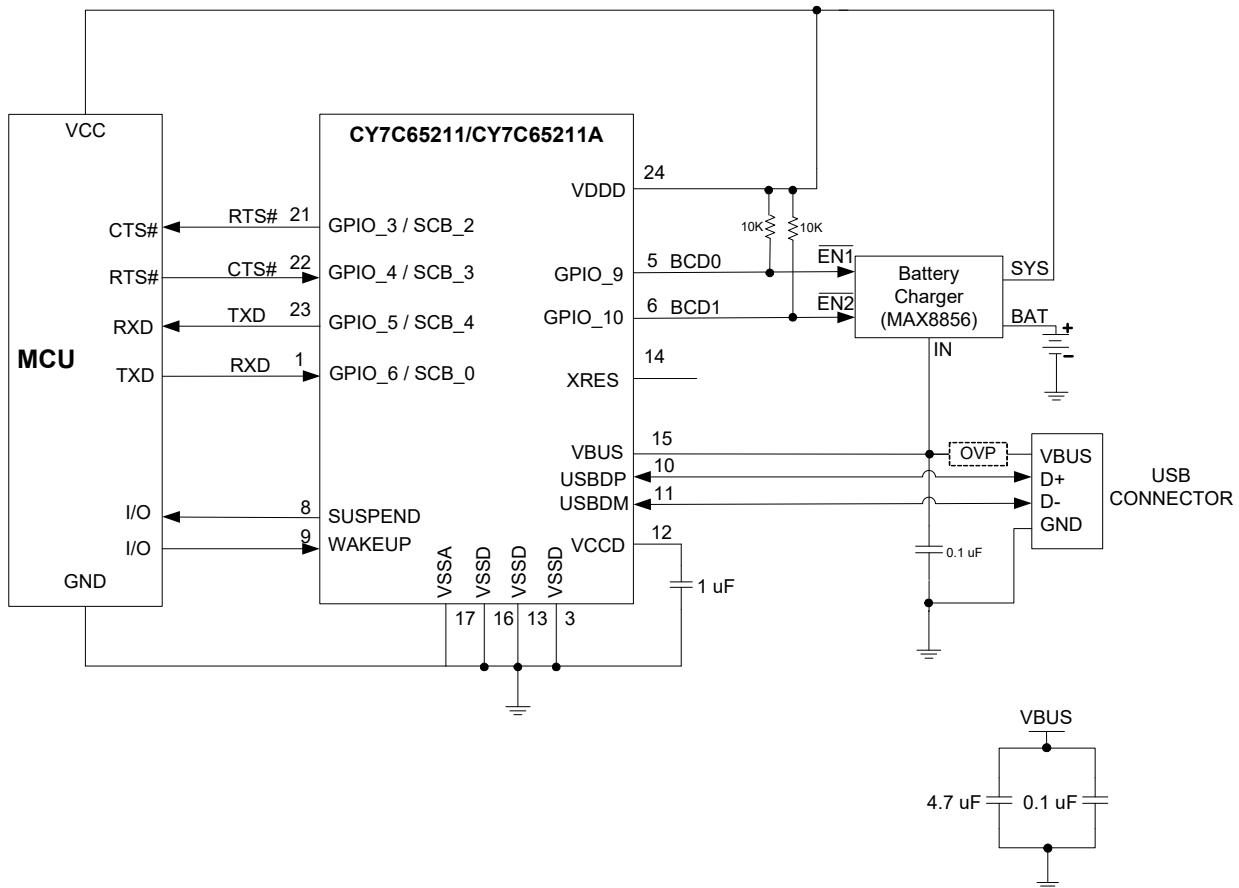 VCC
CY7C65211/CY7C65211A
24
VDDD
RTS# 21
GPIO_3 / SCB_2
CTS#
10K
10K
RTS#
CTS# 22
GPIO_4 / SCB_3
GPIO_9
5 BCD0
EN1
Battery
Charger
(MAX8856)
SYS
RXD
TXD 23
GPIO_5 / SCB_4
GPIO_10
6 BCD1
EN2
BAT
+
−
MCU
TXD
RXD 1
GPIO_6 / SCB_0
IN
14
XRES
VBUS
15
OVP
VBUS
USBDP
10
D+
USB
CONNECTOR
USBDM
11
D-
GND
I/O
8
SUSPEND
I/O
9
WAKEUP
VCCD
12
0.1 uF
1 uF
GND
VSSA
VSSD
VSSD
VSSD
17
16
13
3
VBUS
4.7 uF
0.1 uF